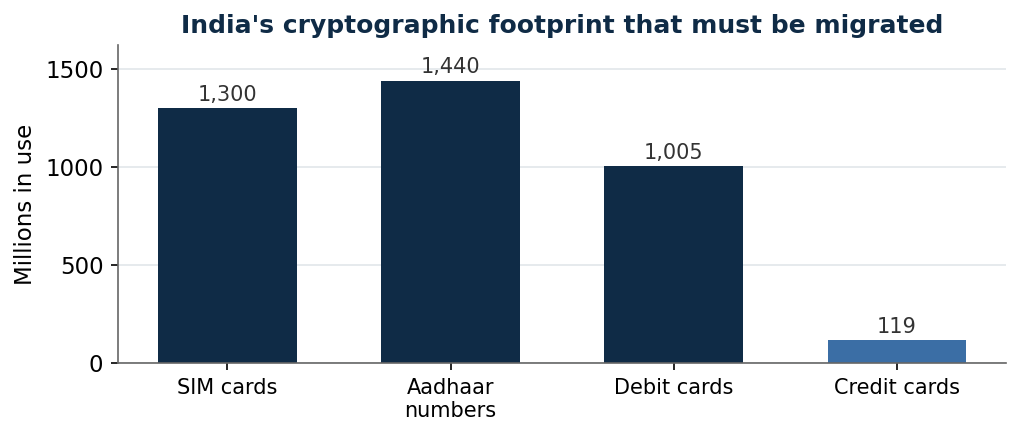 India's cryptographic footprint that must be migrated
Millions in use
1500
1000
500
0
1,300
1,440
1,005
119
SIM cards
Aadhaar
numbers
Debit cards
Credit cards